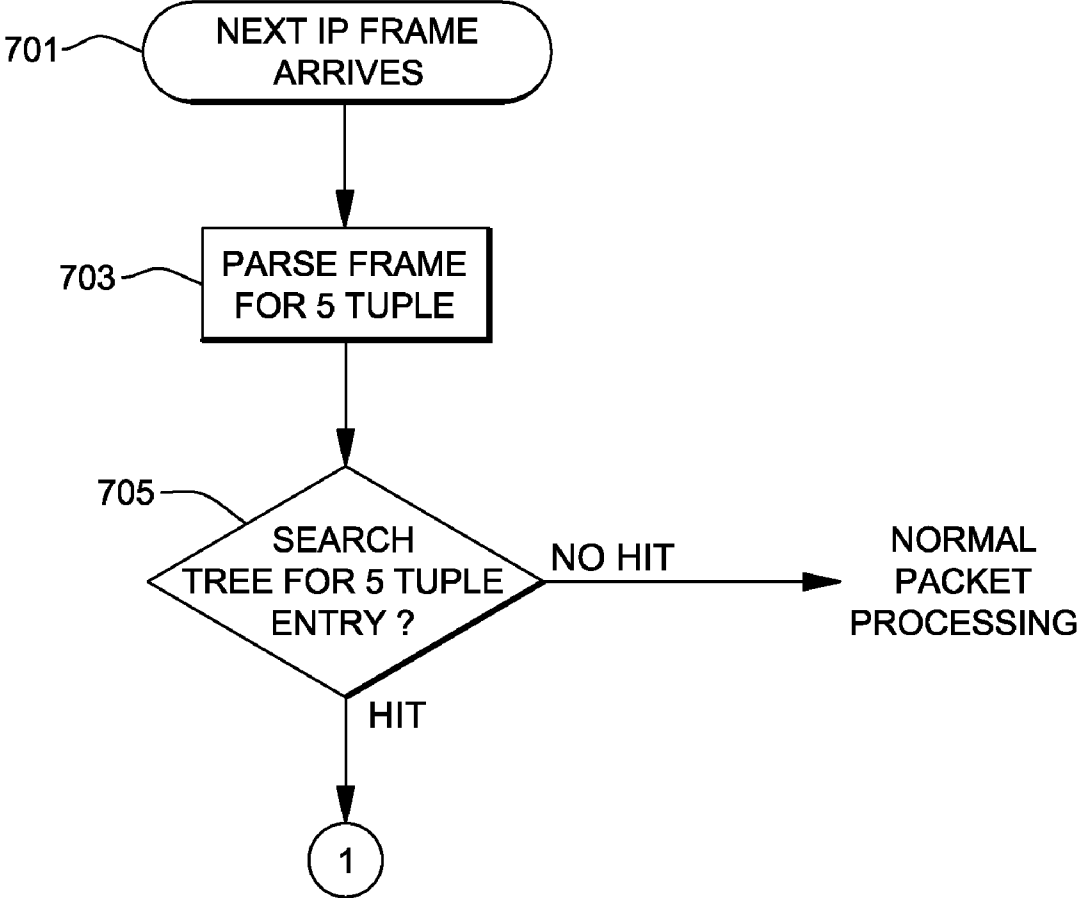 701
NEXT IP FRAME
ARRIVES
703
PARSE FRAME
FOR 5 TUPLE
705
SEARCH
TREE FOR 5 TUPLE
ENTRY ?
NO HIT
NORMAL
PACKET
PROCESSING
HIT
1